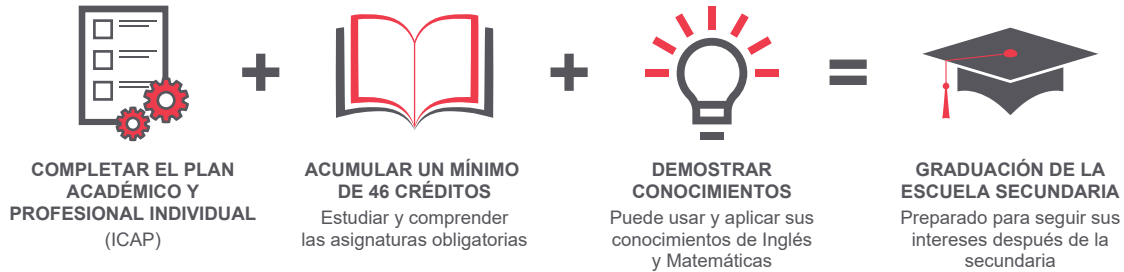 COMPLETAR EL PLAN
ACADÉMICO Y
PROFESIONAL INDIVIDUAL
(ICAP)
ACUMULAR UN MÍNIMO
DE 46 CRÉDITOS
Estudiar y comprender
las asignaturas obligatorias
DEMOSTRAR
CONOCIMIENTOS
Puede usar y aplicar sus
conocimientos de Inglés
y Matemáticas
GRADUACIÓN DE LA
ESCUELA SECUNDARIA
Preparado para seguir sus
intereses después de la
secundaria